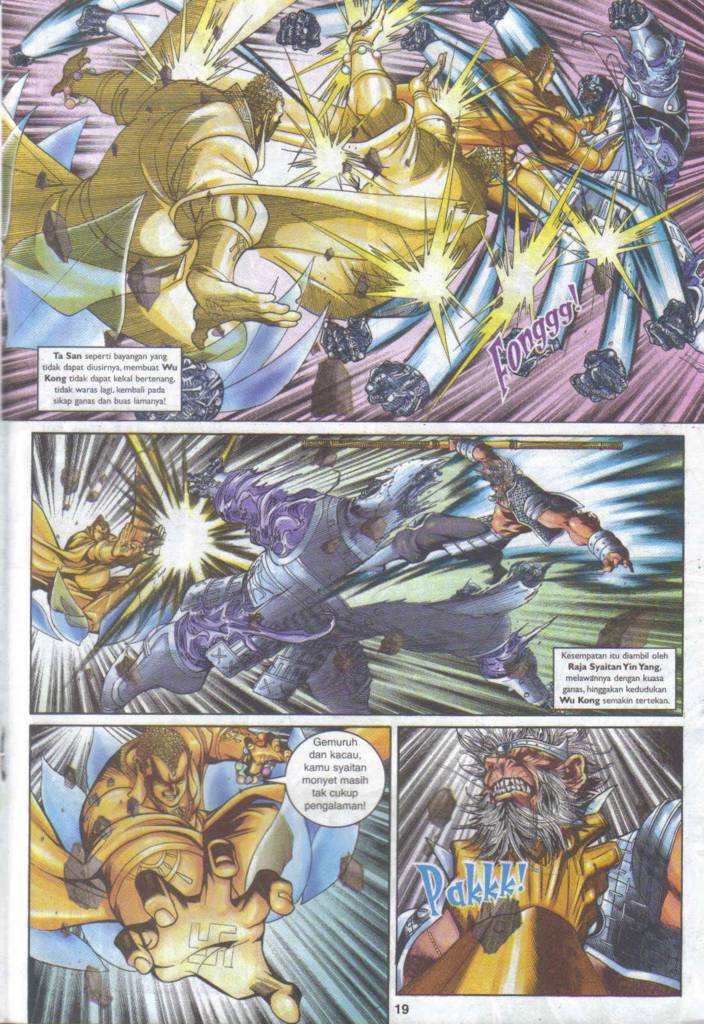 Fonggg!
Ta San seperti bayangan yang
tidak dapat diusirnya, membuat Wu
Kong tidak dapat kekal bertenang,
tidak waras lagi, kembali pada
sikap ganas dan buas lamanya!
Kesempatan itu diambil oleh
Raja Syaitan Yin Yang,
melawannya dengan kuasa
ganas, hinggakan kedudukan
Wu Kong semakin tertekan.
Gemuruh
dan kacau,
kamu syaitan
monyet masih
tak cukup
pengalaman!
Pakkk!
19